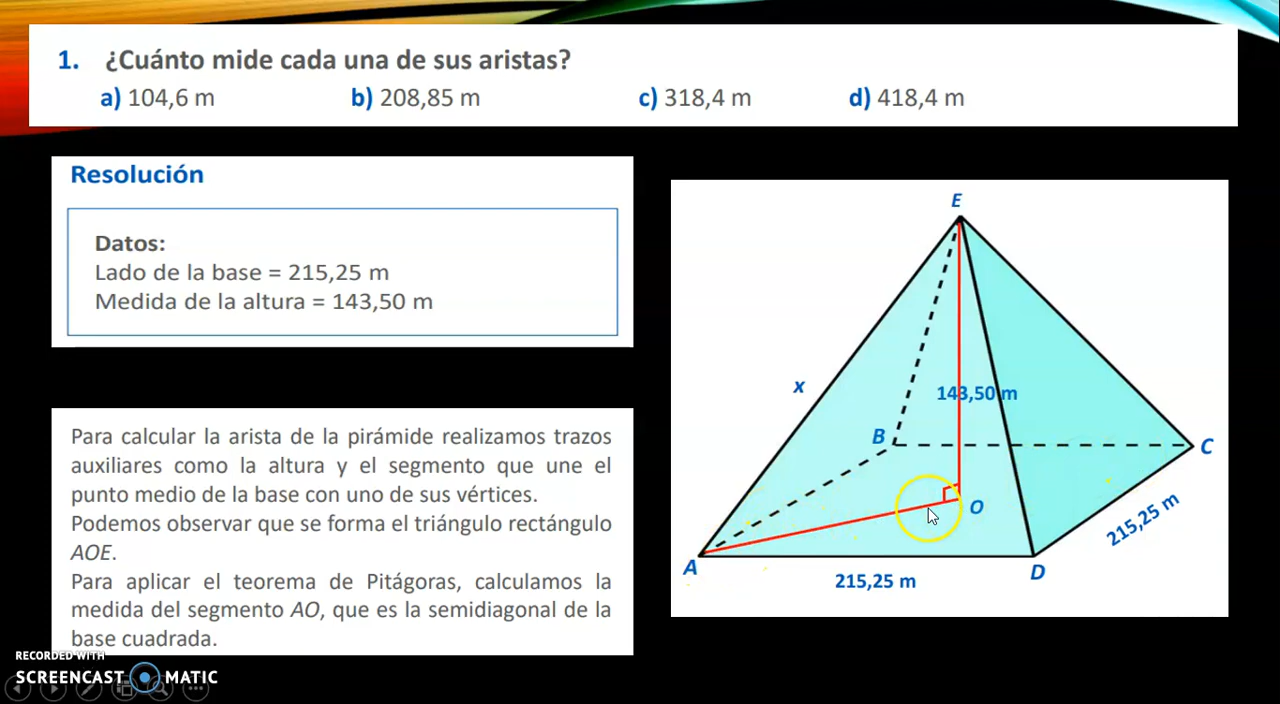 1. ¿Cuánto mide cada una de sus aristas?
a) 104,6 m b) 208,85 m c) 318,4 m d) 418,4 m
Resolución
Datos:
Lado de la base = 215,25 m
Medida de la altura = 143,50 m
Para calcular la arista de la pirámide realizamos trazos
auxiliares como la altura y el segmento que une el
punto medio de la base con uno de sus vértices.
Podemos observar que se forma el triángulo rectángulo
AOE.
Para aplicar el teorema de Pitágoras, calculamos la
medida del segmento AO, que es la semidiagonal de la
base cuadrada.
E
x
143,50 m
B
C
O
215,25 m
A
D
215,25 m
RECORDED WITH
SCREENCAST MATIC